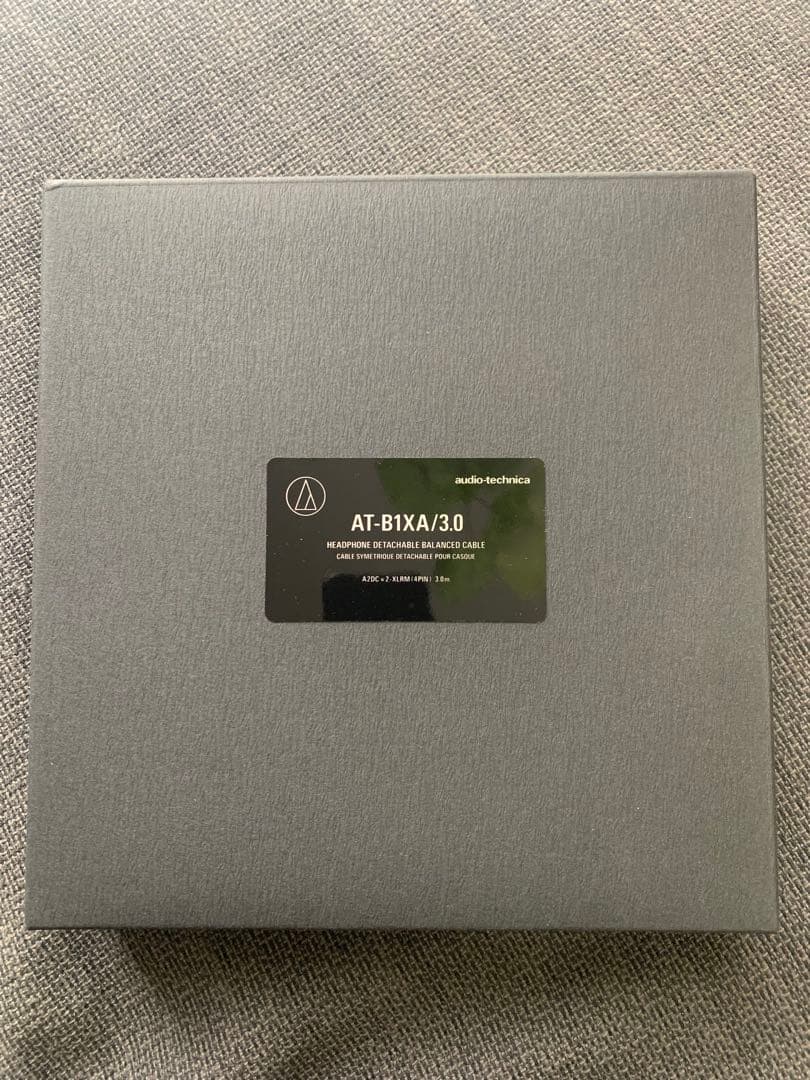 audio-technica
AT-B1XA/3.0
HEADPHONE DETACHABLE BALANCED CABLE
CABLE SYMETRIQUE DETACHABLE POUR CASQUE
A2DC×2-XLRM(4PIN) 3.0m